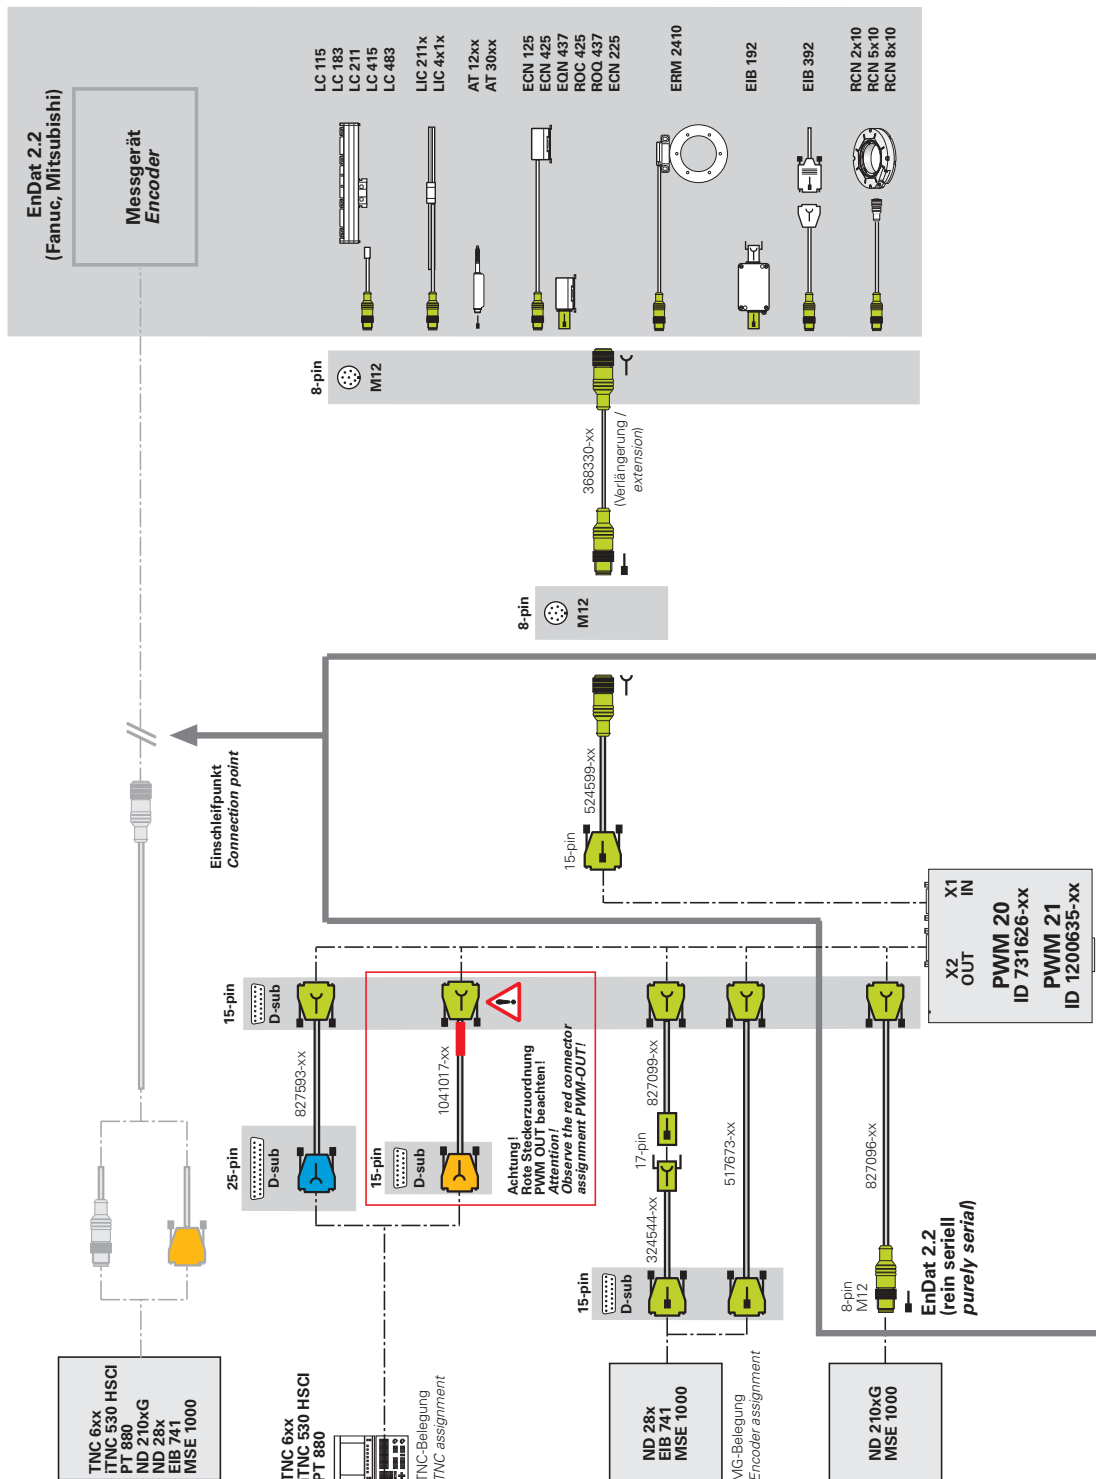 EnDat 2.2
(Fanuc, Mitsubishi)
Messgerät
Encoder
LC 115
LC 183
LC 211
LC 415
LC 483
LIC 211x
LIC 4x1x
AT 12xx
AT 30xx
ECN 125
ECN 425
EQN 437
ROC 425
ROQ 437
ECN 225
ERM 2410
EIB 192
EIB 392
RCN 2x10
RCN 5x10
RCN 8x10
8-pin
M12
368330-xx
(Verlängerung /
extension)
8-pin
M12
Einschleifpunkt
Connection point
524599-xx
15-pin
X1
IN
X2
OUT
PWM 20
ID 731626-xx
PWM 21
ID 1200635-xx
15-pin
D-sub
827593-xx
25-pin
D-sub
1041017-xx
15-pin
D-sub
Achtung!
Rote Steckerzuordnung
PWM OUT beachten!
Attention!
Observe the red connector
assignment PWM-OUT!
827099-xx
17-pin
324544-xx
517673-xx
15-pin
D-sub
827096-xx
8-pin
M12
EnDat 2.2
(rein seriell
purely serial)
TNC 6xx
iTNC 530 HSCI
PT 880
ND 210xG
ND 28x
EIB 741
MSE 1000
TNC 6xx
iTNC 530 HSCI
PT 880
TNC-Belegung
TNC assignment
ND 28x
EIB 741
MSE 1000
MG-Belegung
Encoder assignment
ND 210xG
MSE 1000